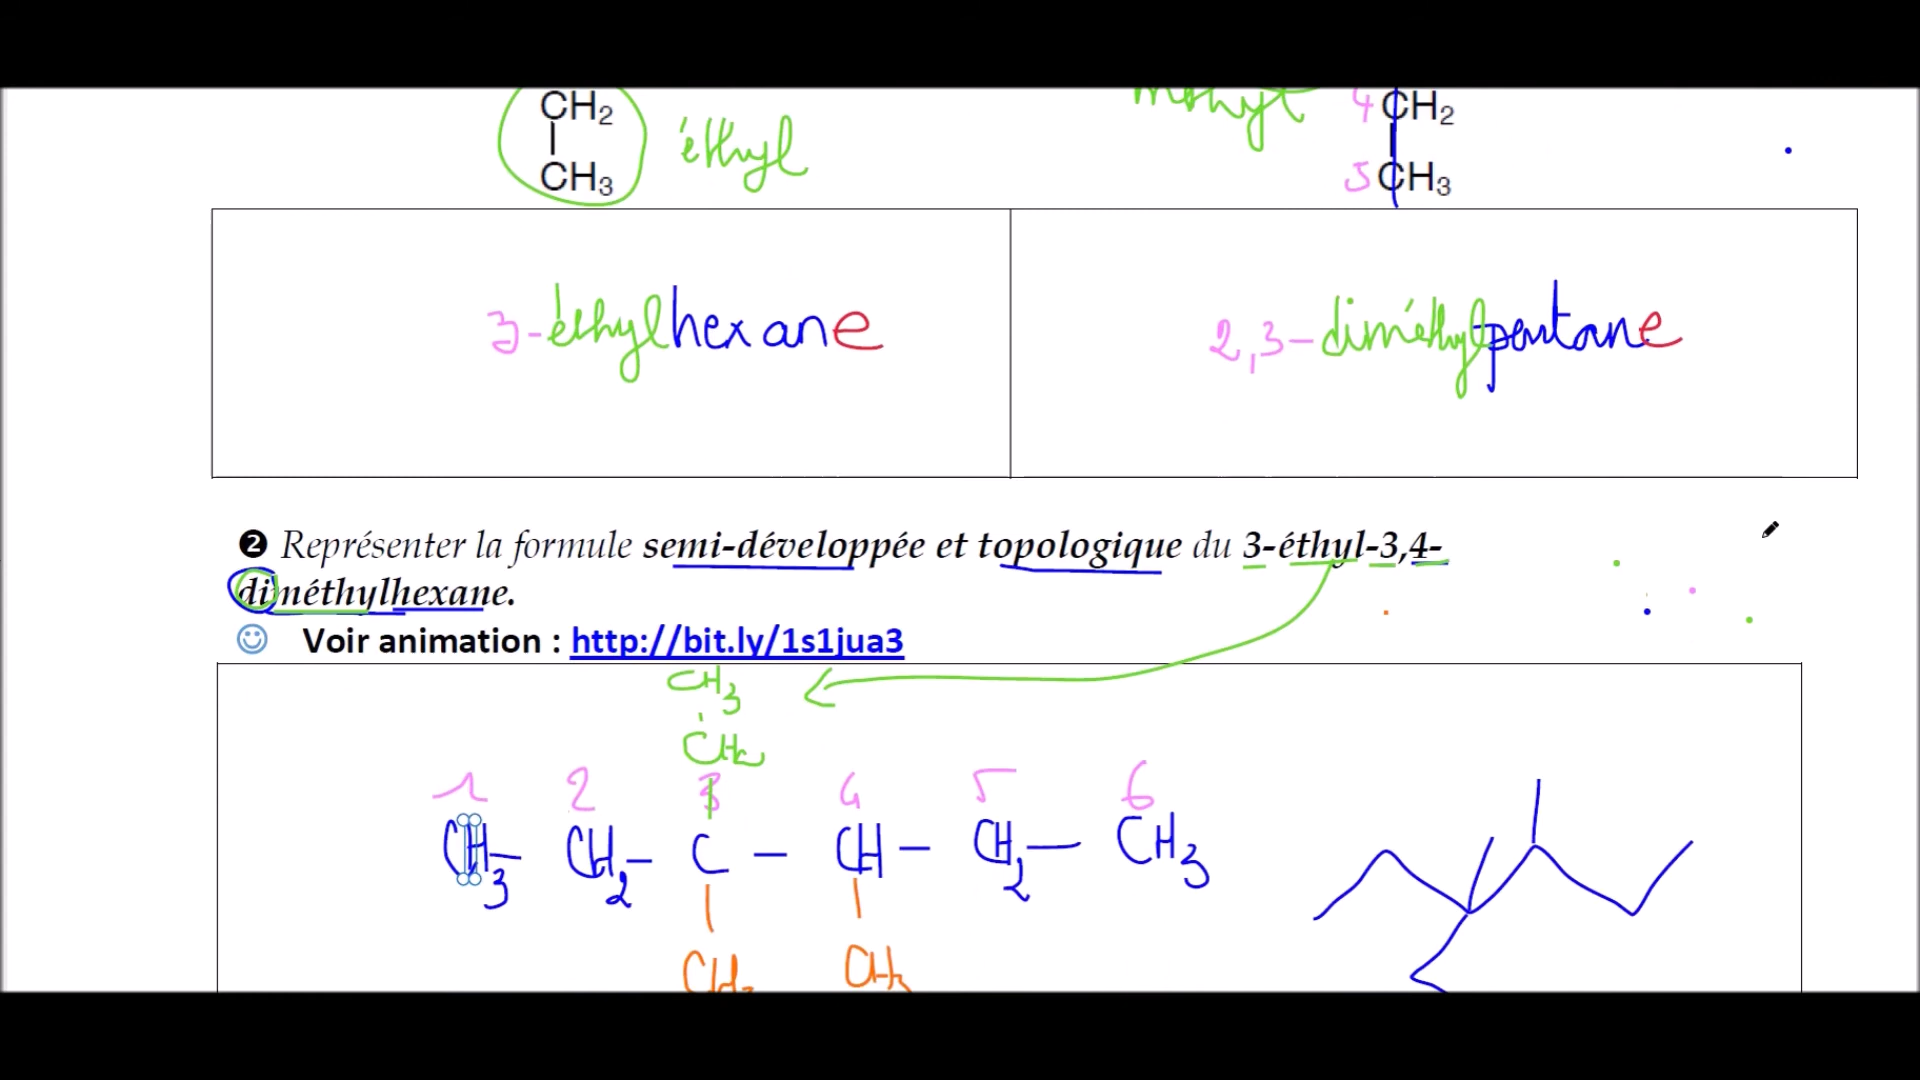 CH2 éthyl méthyl 4 CH2
CH3 5 CH3
3-éthylhexane 2,3-diméthylpentane
❷ Représenter la formule semi-développée et topologique du 3-éthyl-3,4-
diméthylhexane.
☺ Voir animation : http://bit.ly/1s1jua3
CH3
CH2
1 2 3 4 5 6
CH3 – CH2 – C – CH – CH2 – CH3
CH3 CH3